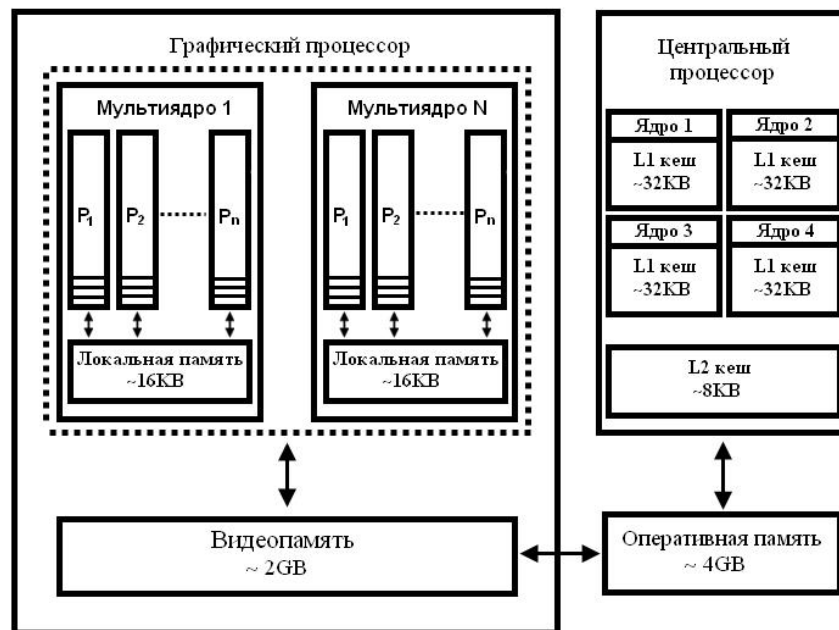 Графический процессор
Мультиядро 1
P1 P2 Pn
Локальная память
~16KB
Мультиядро N
P1 P2 Pn
Локальная память
~16KB
Видеопамять
~ 2GB
Центральный
процессор
Ядро 1
L1 кеш
~32KB
Ядро 2
L1 кеш
~32KB
Ядро 3
L1 кеш
~32KB
Ядро 4
L1 кеш
~32KB
L2 кеш
~8KB
Оперативная память
~ 4GB